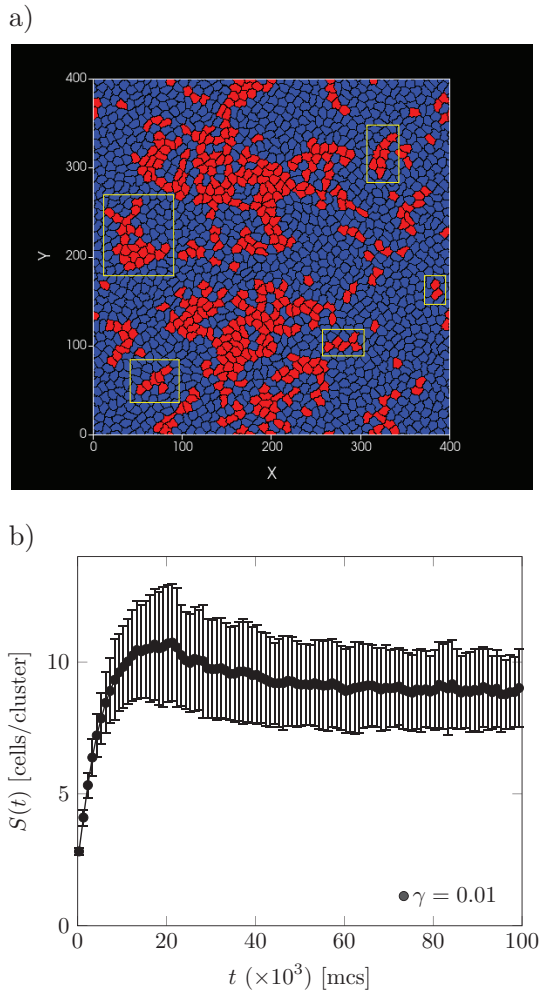 a)
400
300
Y
200
100
0
0 100 200 300 400
X
b)
10
S(t) [cells/cluster]
5
γ = 0.01
0
0 20 40 60 80 100
t (×10³) [mcs]